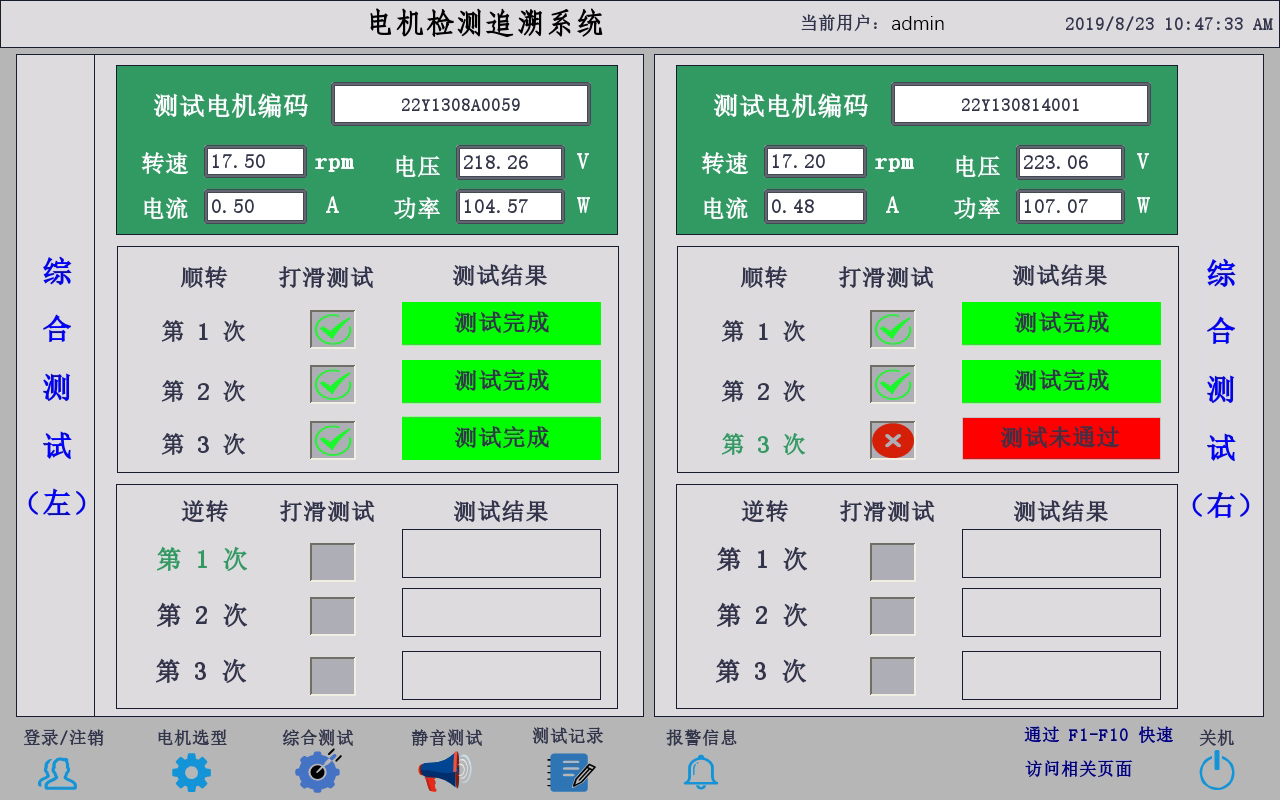 电机检测追溯系统 当前用户: admin 2019/8/23 10:47:33 AM
测试电机编码 22Y1308A0059
转速 17.50 rpm 电压 218.26 V
电流 0.50 A 功率 104.57 W
综合测试(左)
顺转 打滑测试 测试结果
第 1 次 测试完成
第 2 次 测试完成
第 3 次 测试完成
逆转 打滑测试 测试结果
第 1 次
第 2 次
第 3 次
测试电机编码 22Y130814001
转速 17.20 rpm 电压 223.06 V
电流 0.48 A 功率 107.07 W
顺转 打滑测试 测试结果
第 1 次 测试完成
第 2 次 测试完成
第 3 次 测试未通过
逆转 打滑测试 测试结果
第 1 次
第 2 次
第 3 次
综合测试(右)
登录/注销 电机选型 综合测试 静音测试 测试记录 报警信息 通过 F1-F10 快速 关机
访问相关页面